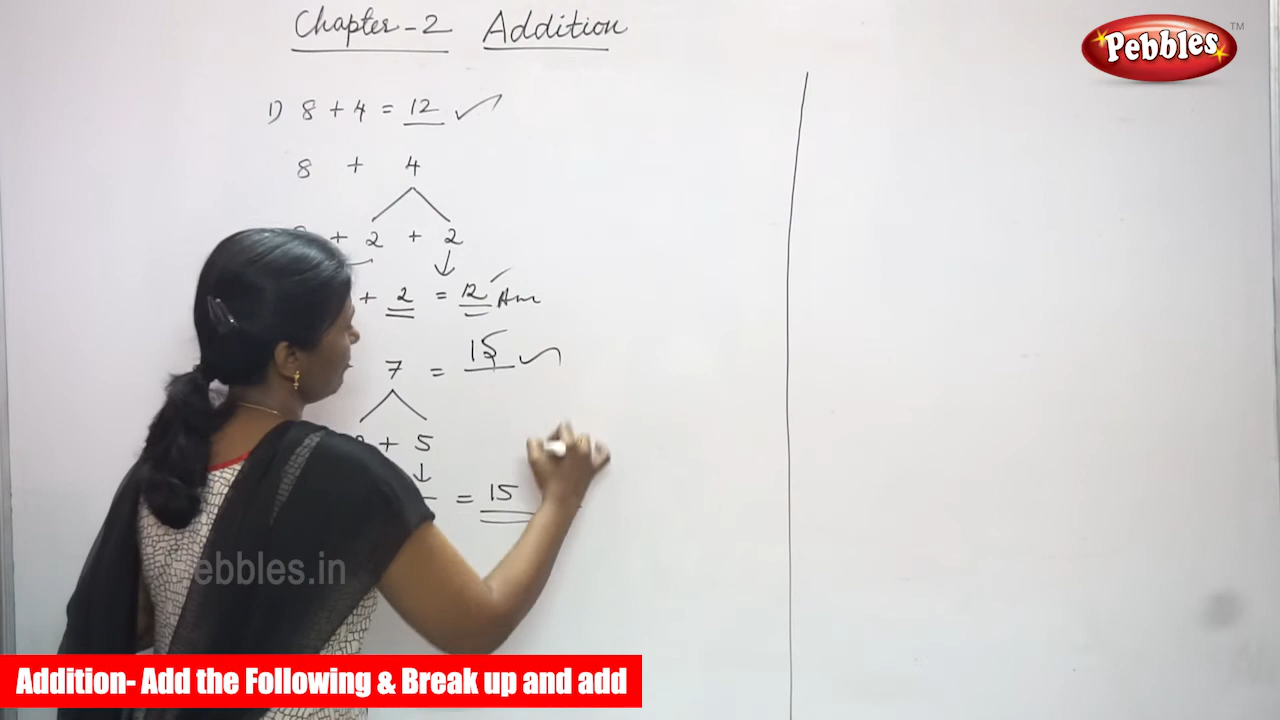 Chapter-2 Addition
Pebbles TM
1) 8 + 4 = 12
8 + 4
+ 2 + 2
+ 2 = 12 Ans
7 = 15
+ 5
= 15
ebbles.in
Addition- Add the Following & Break up and add